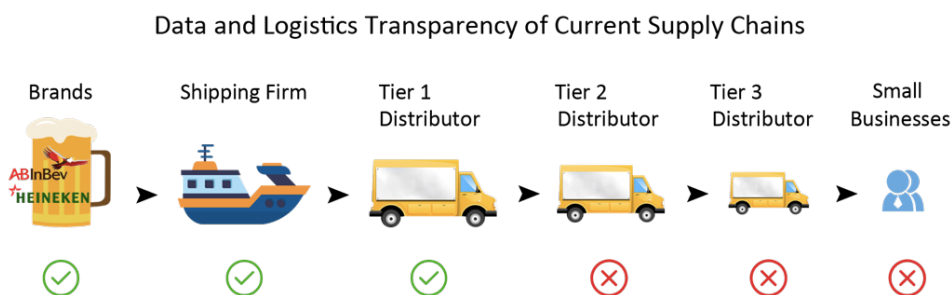 Data and Logistics Transparency of Current Supply Chains
Brands
Shipping Firm
Tier 1
Distributor
Tier 2
Distributor
Tier 3
Distributor
Small
Businesses
ABInBev
HEINEKEN